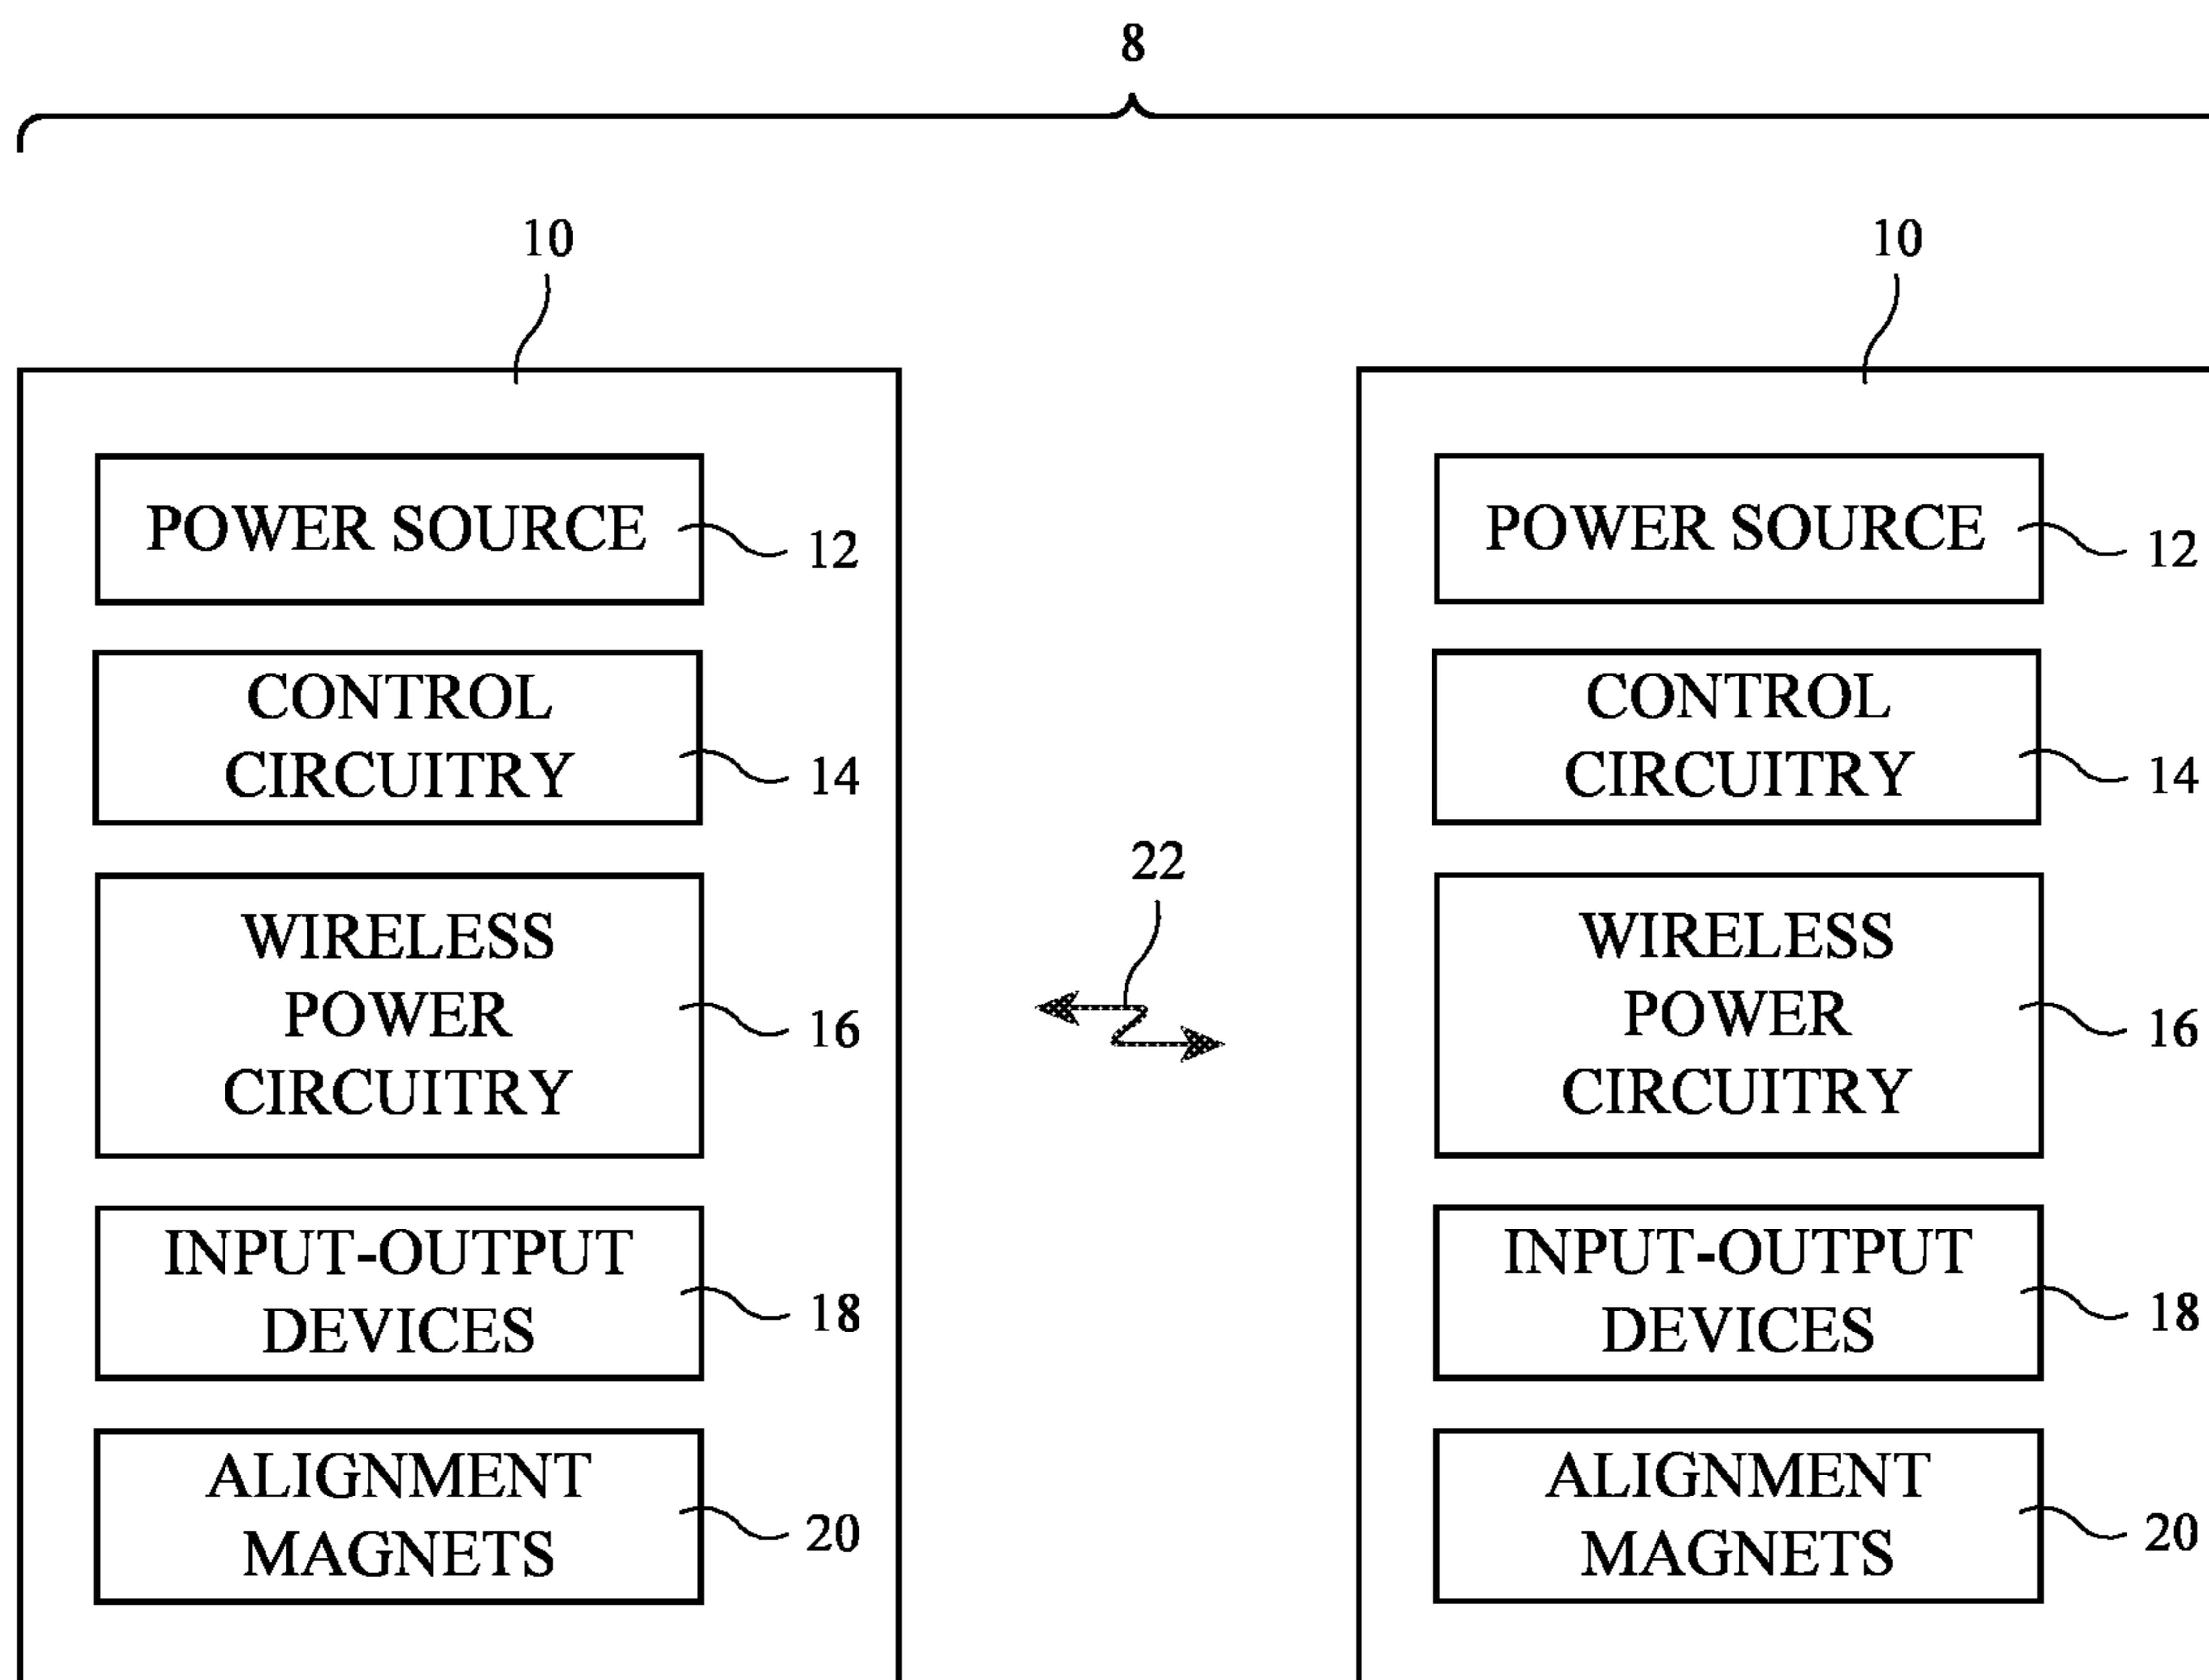 8
10
POWER SOURCE
12
CONTROL
CIRCUITRY
14
WIRELESS
POWER
CIRCUITRY
16
INPUT-OUTPUT
DEVICES
18
ALIGNMENT
MAGNETS
20
22
10
POWER SOURCE
12
CONTROL
CIRCUITRY
14
WIRELESS
POWER
CIRCUITRY
16
INPUT-OUTPUT
DEVICES
18
ALIGNMENT
MAGNETS
20